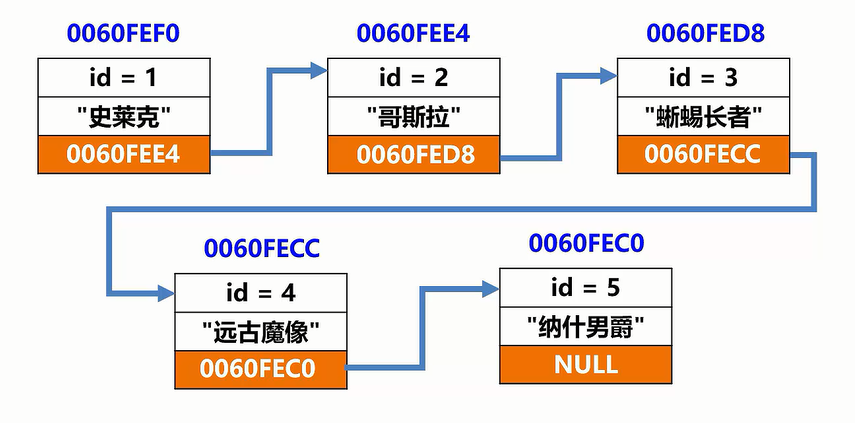 0060FEF0
id = 1
"史莱克"
0060FEE4
0060FEE4
id = 2
"哥斯拉"
0060FED8
0060FED8
id = 3
"蜥蜴长者"
0060FECC
0060FECC
id = 4
"远古魔像"
0060FEC0
0060FEC0
id = 5
"纳什男爵"
NULL